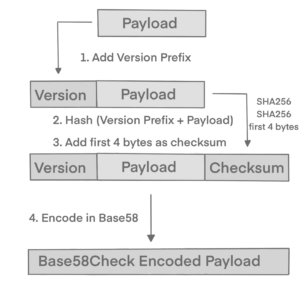 Payload
1. Add Version Prefix
Version Payload
2. Hash (Version Prefix + Payload)
SHA256
SHA256
first 4 bytes
3. Add first 4 bytes as checksum
Version Payload Checksum
4. Encode in Base58
Base58Check Encoded Payload